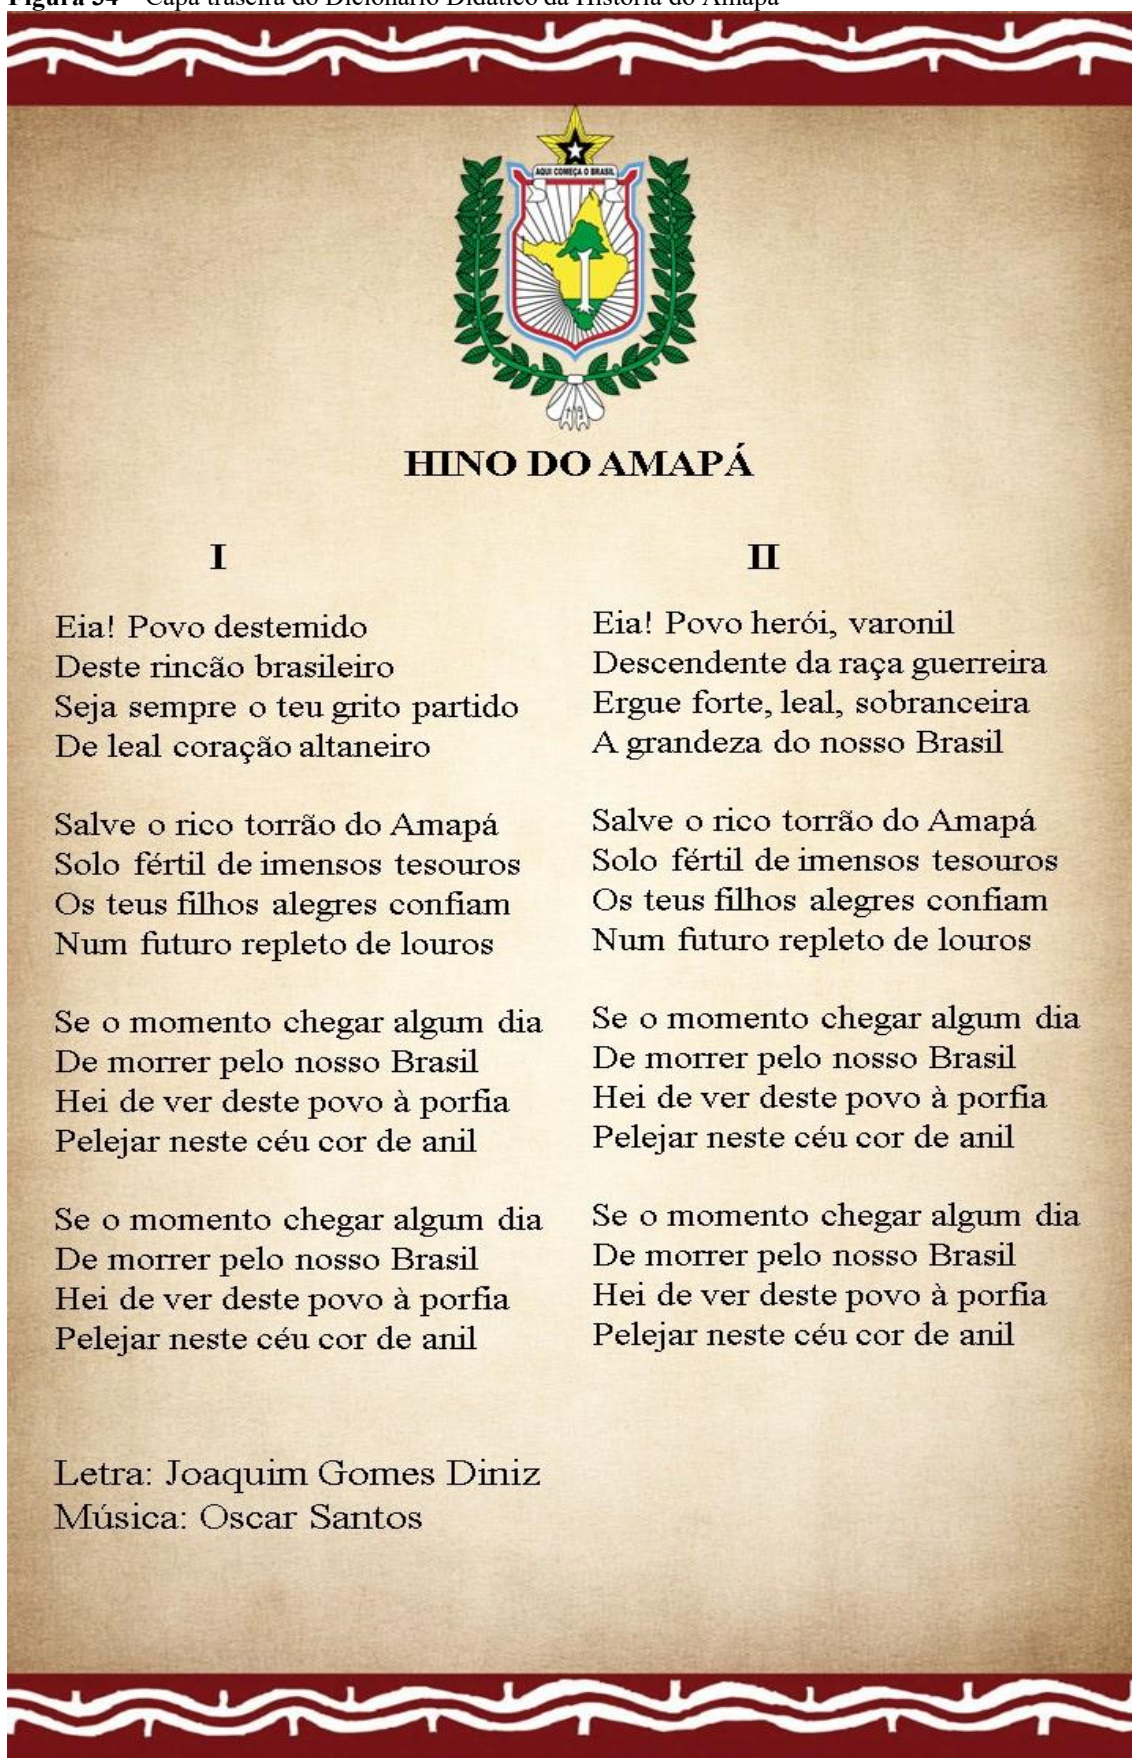 Figura 34 – Capa traseira do Dicionário Didático da História do Amapá
AQUI COMEÇA O BRASIL
HINO DO AMAPÁ
I
Eia! Povo destemido
Deste rincão brasileiro
Seja sempre o teu grito partido
De leal coração altaneiro
Salve o rico torrão do Amapá
Solo fértil de imensos tesouros
Os teus filhos alegres confiam
Num futuro repleto de louros
Se o momento chegar algum dia
De morrer pelo nosso Brasil
Hei de ver deste povo à porfia
Pelejar neste céu cor de anil
Se o momento chegar algum dia
De morrer pelo nosso Brasil
Hei de ver deste povo à porfia
Pelejar neste céu cor de anil
II
Eia! Povo herói, varonil
Descendente da raça guerreira
Ergue forte, leal, sobranceira
A grandeza do nosso Brasil
Salve o rico torrão do Amapá
Solo fértil de imensos tesouros
Os teus filhos alegres confiam
Num futuro repleto de louros
Se o momento chegar algum dia
De morrer pelo nosso Brasil
Hei de ver deste povo à porfia
Pelejar neste céu cor de anil
Se o momento chegar algum dia
De morrer pelo nosso Brasil
Hei de ver deste povo à porfia
Pelejar neste céu cor de anil
Letra: Joaquim Gomes Diniz
Música: Oscar Santos